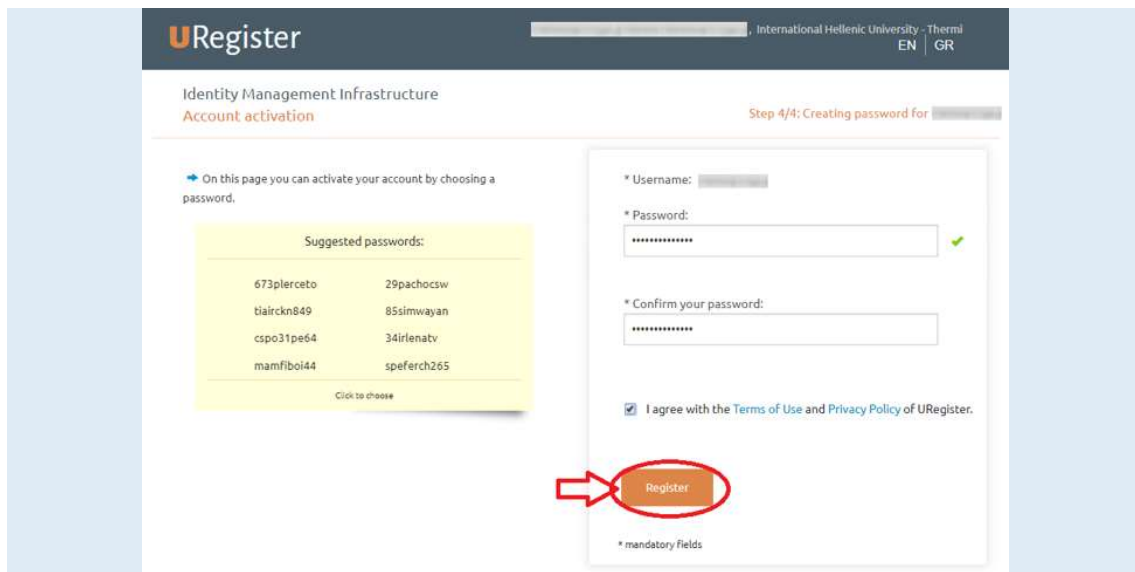 URegister
, International Hellenic University - Thermi
EN | GR
Identity Management Infrastructure
Account activation
Step 4/4: Creating password for
On this page you can activate your account by choosing a
password.
Suggested passwords:
673plerceto 29pachocsw
tiairckn849 85simwayan
cspo31pe64 34irlenatv
mamfiboi44 speferch265
Click to choose
* Username:
* Password:
••••••••••••••
* Confirm your password:
••••••••••••••
I agree with the Terms of Use and Privacy Policy of URegister.
Register
* mandatory fields